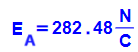 E_A = 282.48 N/C